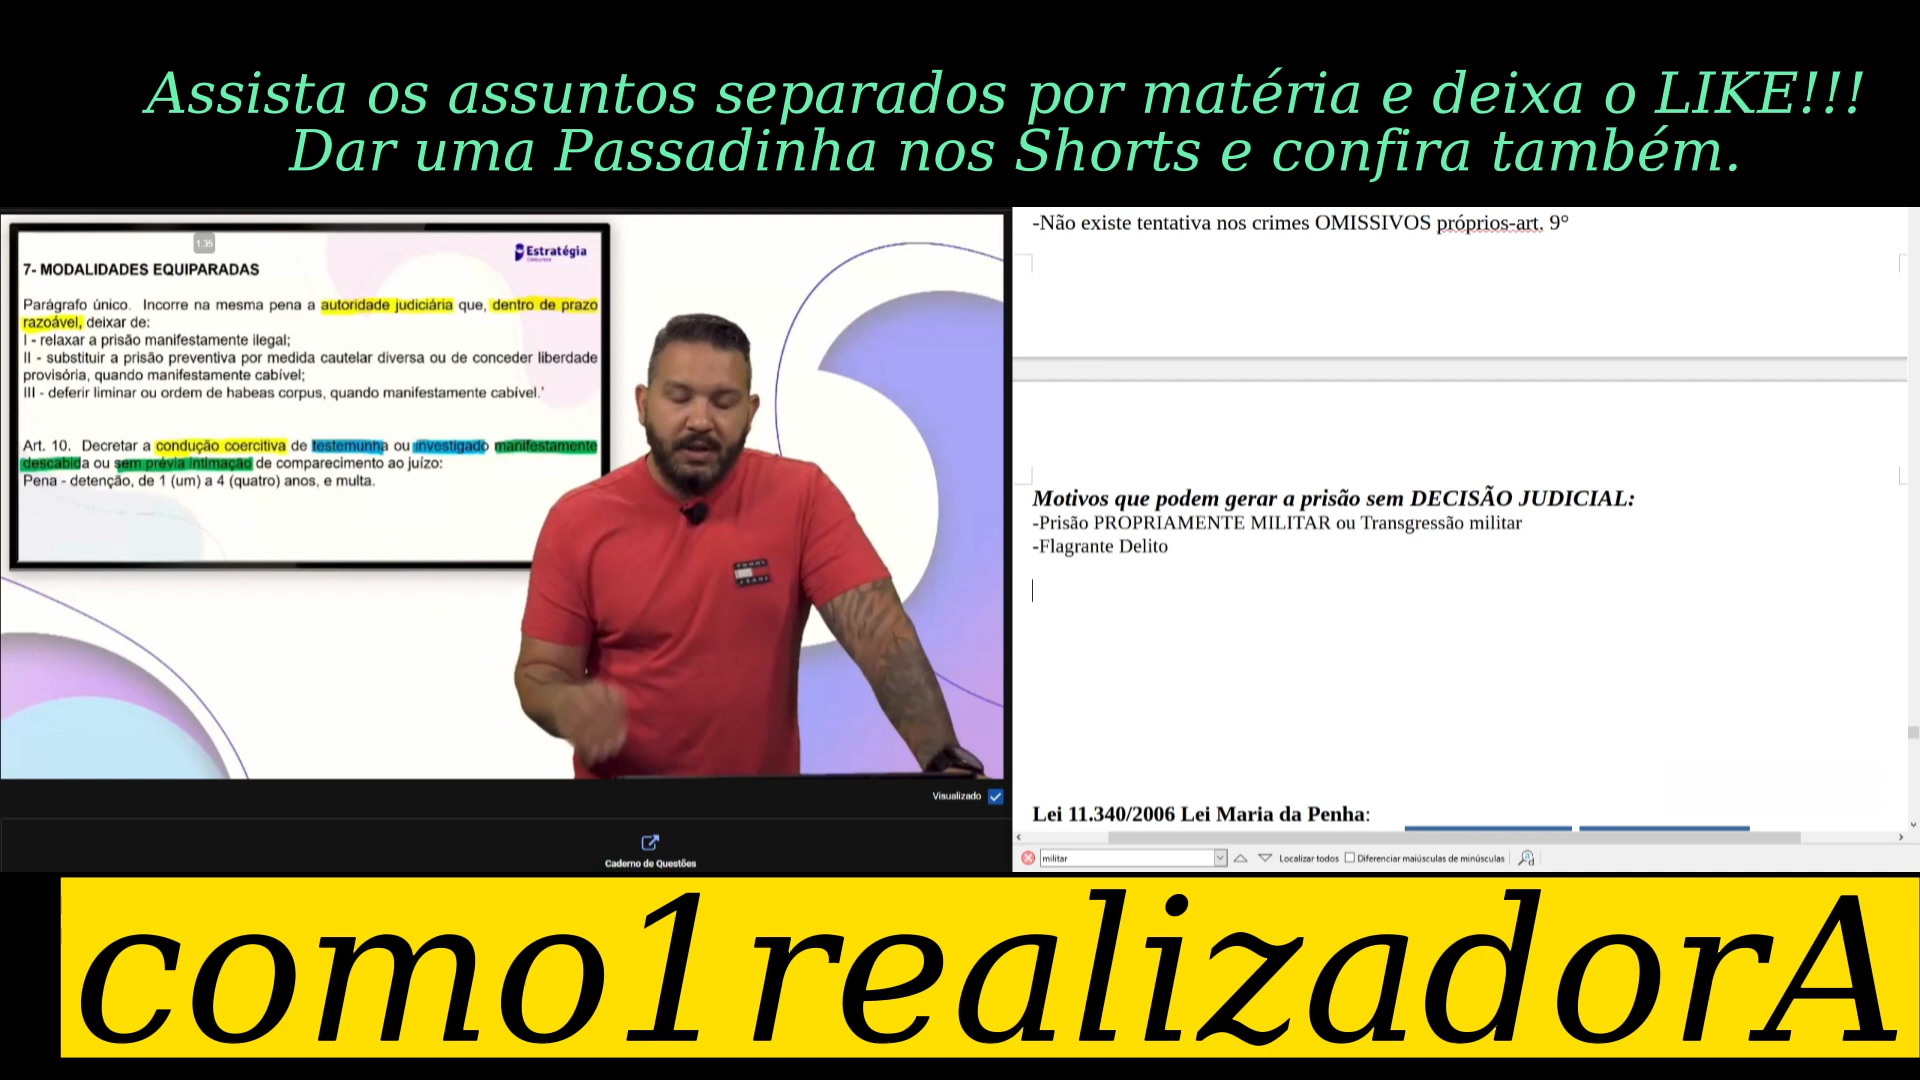 Assista os assuntos separados por matéria e deixa o LIKE!!!
Dar uma Passadinha nos Shorts e confira também.
1.35
Estratégia
Concursos
7- MODALIDADES EQUIPARADAS
Parágrafo único. Incorre na mesma pena a autoridade judiciária que, dentro de prazo
razoável, deixar de:
I - relaxar a prisão manifestamente ilegal;
II - substituir a prisão preventiva por medida cautelar diversa ou de conceder liberdade
provisória, quando manifestamente cabível;
III - deferir liminar ou ordem de habeas corpus, quando manifestamente cabível.'
Art. 10. Decretar a condução coercitiva de testemunha ou investigado manifestamente
descabida ou sem prévia intimação de comparecimento ao juízo:
Pena - detenção, de 1 (um) a 4 (quatro) anos, e multa.
Visualizado
Caderno de Questões
-Não existe tentativa nos crimes OMISSIVOS próprios-art. 9°
Motivos que podem gerar a prisão sem DECISÃO JUDICIAL:
-Prisão PROPRIAMENTE MILITAR ou Transgressão militar
-Flagrante Delito
Lei 11.340/2006 Lei Maria da Penha:
militar
Localizar todos
Diferenciar maiúsculas de minúsculas
como1realizadorA